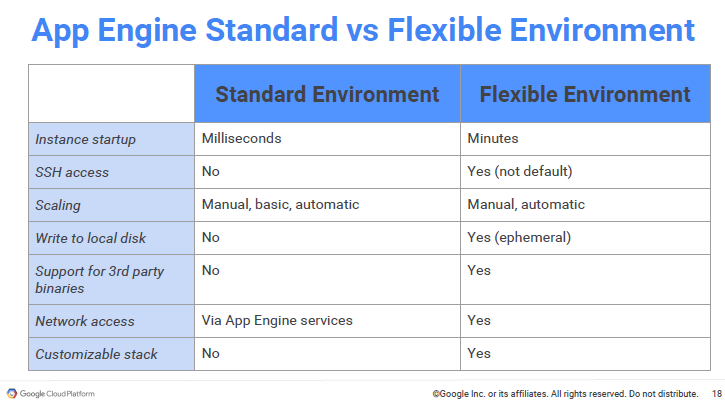 App Engine Standard vs Flexible Environment
Standard Environment Flexible Environment
Instance startup Milliseconds Minutes
SSH access No Yes (not default)
Scaling Manual, basic, automatic Manual, automatic
Write to local disk No Yes (ephemeral)
Support for 3rd party No Yes
binaries
Network access Via App Engine services Yes
Customizable stack No Yes
Google Cloud Platform ©Google Inc. or its affiliates. All rights reserved. Do not distribute. 18